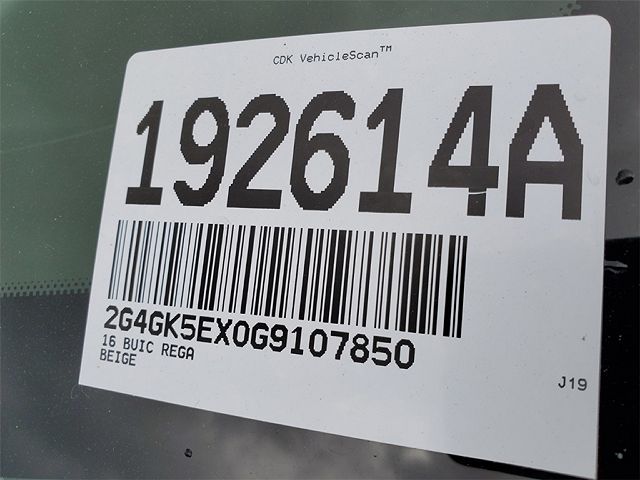 CDK VehicleScan™
192614A
2G4GK5EX0G9107850
16 BUIC REGA
BEIGE
J19